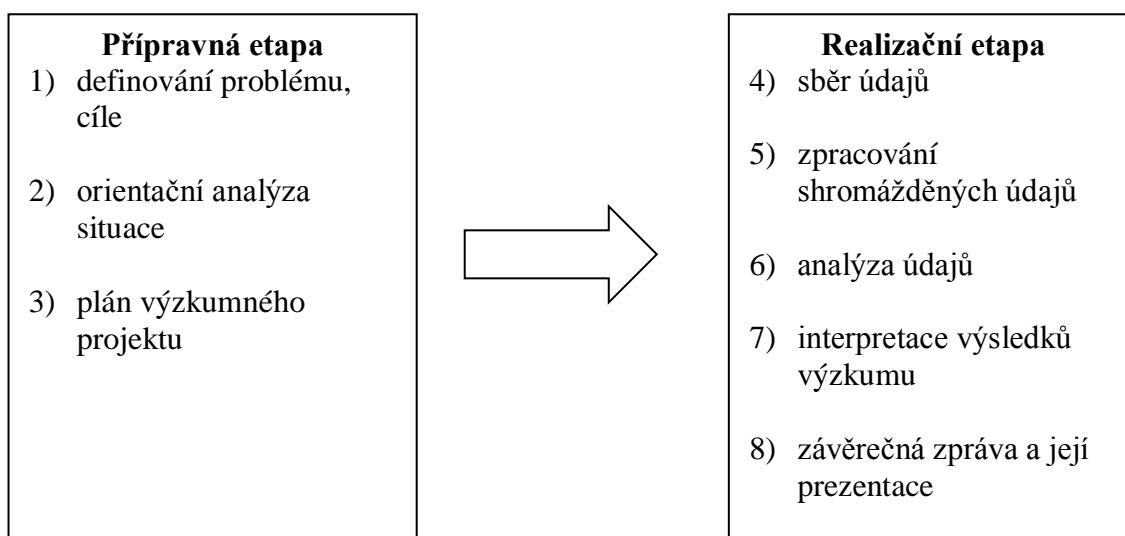 Přípravná etapa
1) definování problému,
cíle
2) orientační analýza
situace
3) plán výzkumného
projektu
Realizační etapa
4) sběr údajů
5) zpracování
shromážděných údajů
6) analýza údajů
7) interpretace výsledků
výzkumu
8) závěrečná zpráva a její
prezentace